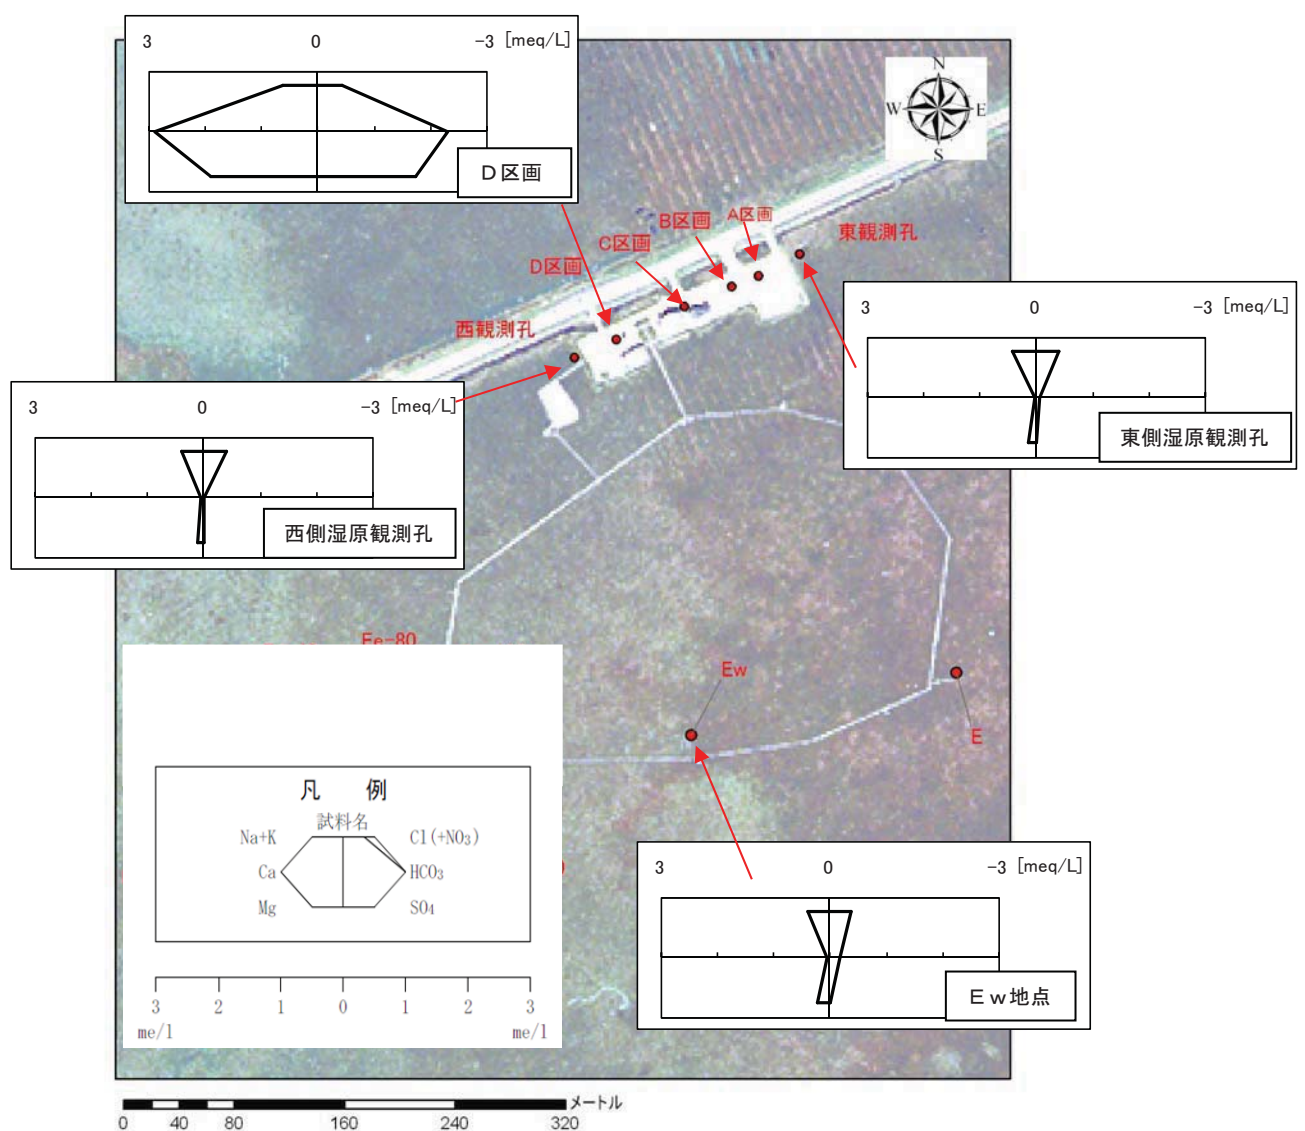 3 0 -3 [meq/L]
D区画
N
W E
S
A区画
B区画
C区画
D区画
東観測孔
西観測孔
3 0 -3 [meq/L]
東側湿原観測孔
3 0 -3 [meq/L]
西側湿原観測孔
Ee-80
Ew
E
凡 例
試料名
Na+K Cl(+NO₃)
Ca HCO₃
Mg SO₄
3 2 1 0 1 2 3
me/l me/l
3 0 -3 [meq/L]
Ew地点
メートル
0 40 80 160 240 320